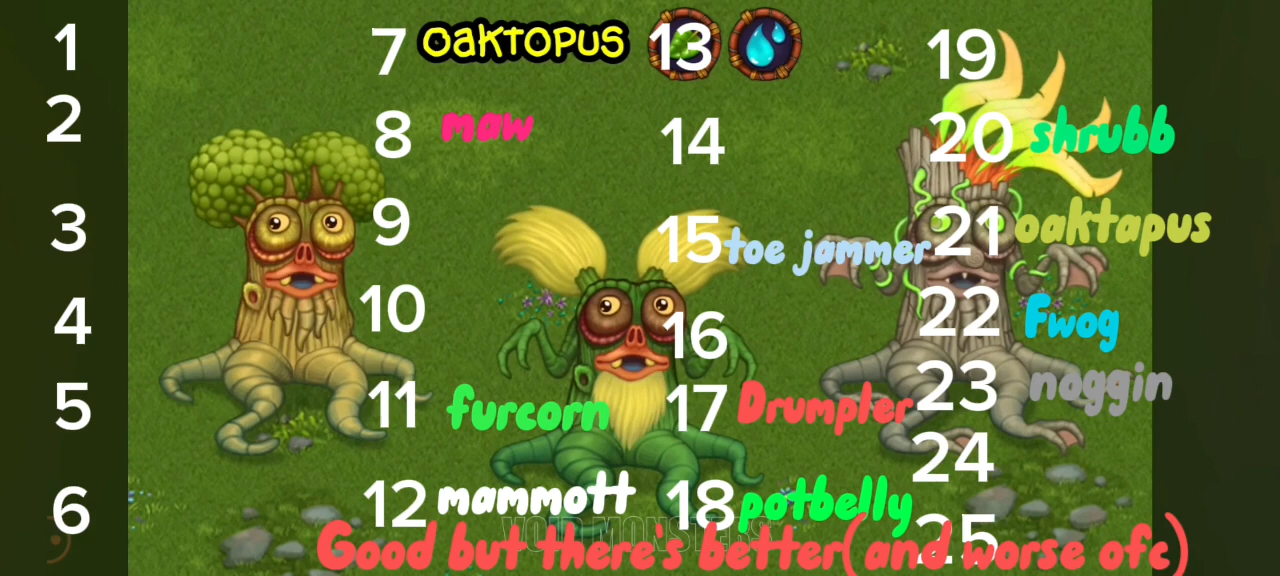 1
2
3
4
5
6
7 OAKTOPUS
8 maw
9
10
11 furcorn
12 mammott
13
14
15 toe jammer
16
17 Drumpler
18 potbelly
19
20 shrubb
21 oaktapus
22 Fwog
23 noggin
24
25
VOID MONSTERS
Good but there's better(and worse ofc)